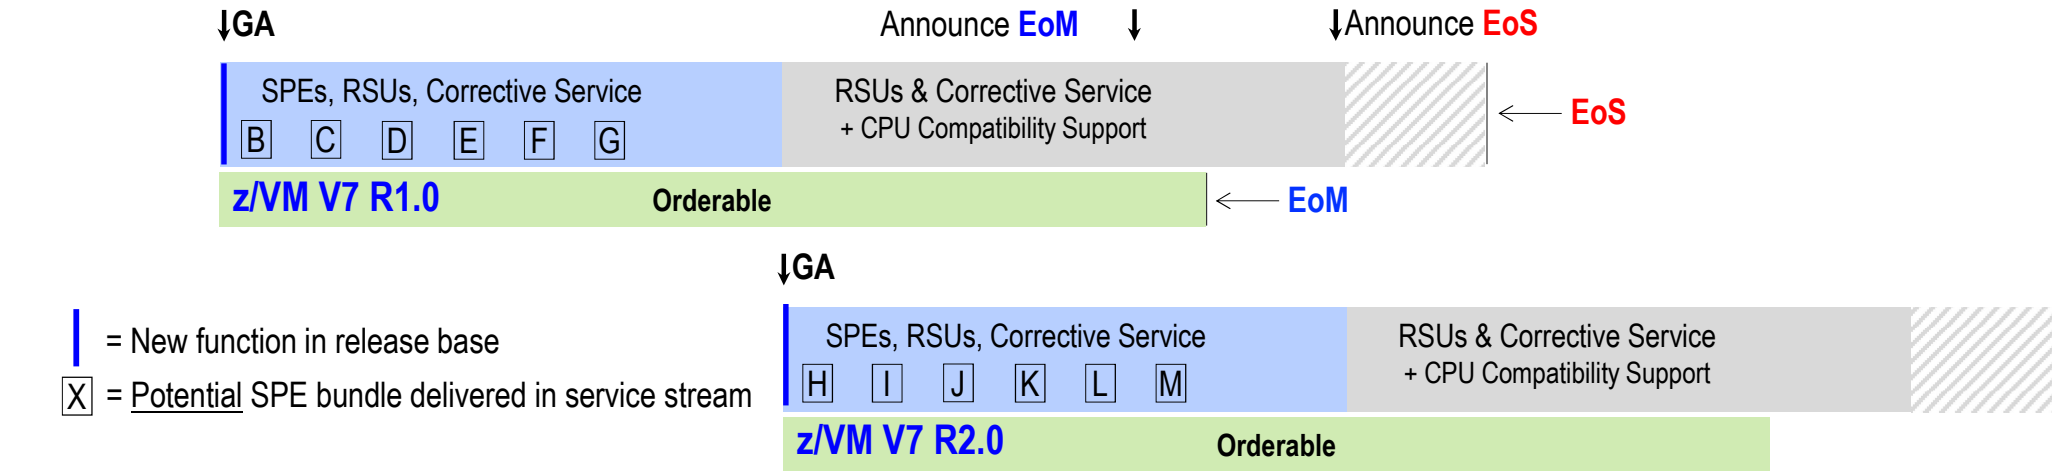 GA
Announce EoM
Announce EoS
SPEs, RSUs, Corrective Service
B C D E F G
RSUs & Corrective Service
+ CPU Compatibility Support
EoS
z/VM V7 R1.0
Orderable
EoM
GA
= New function in release base
X = Potential SPE bundle delivered in service stream
SPEs, RSUs, Corrective Service
H I J K L M
RSUs & Corrective Service
+ CPU Compatibility Support
z/VM V7 R2.0
Orderable